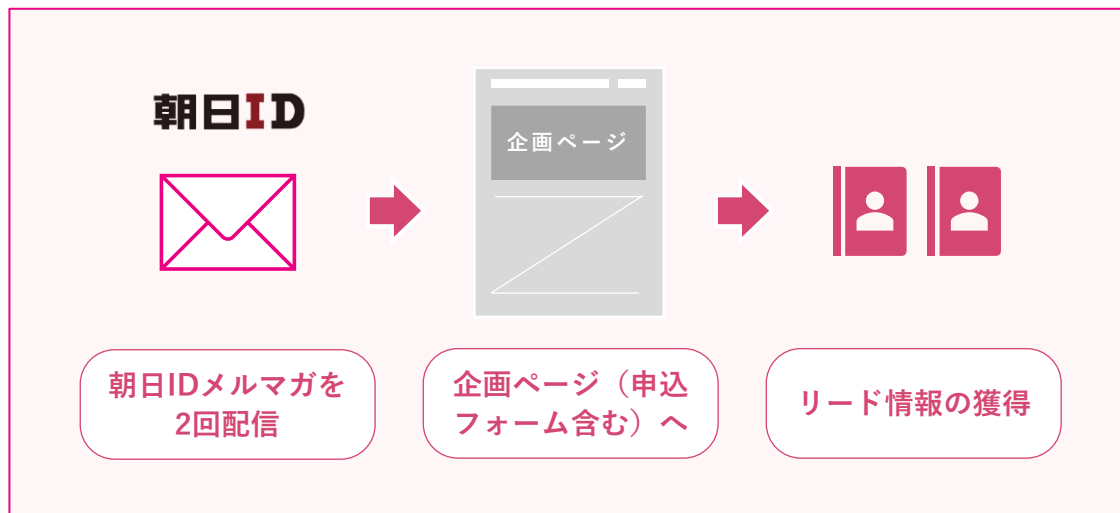 朝日ID
企画ページ
朝日IDメルマガを
2回配信
企画ページ（申込
フォーム含む）へ
リード情報の獲得